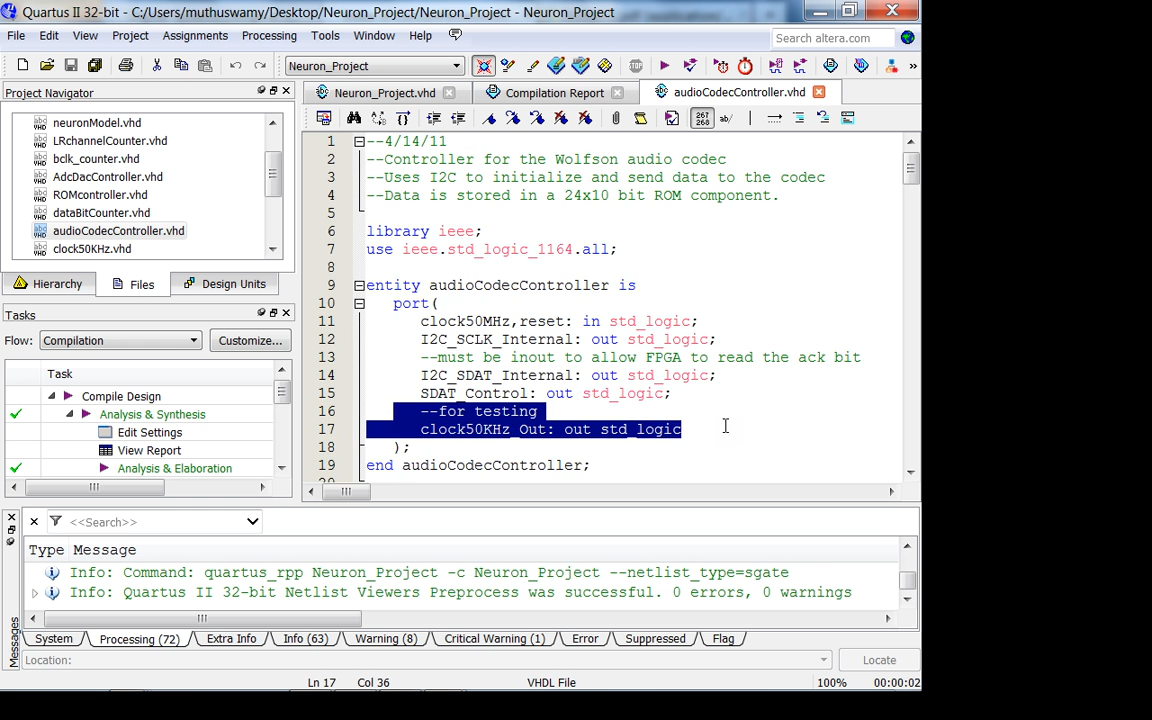 Quartus II 32-bit - C:/Users/muthuswamy/Desktop/Neuron_Project/Neuron_Project - Neuron_Project
File Edit View Project Assignments Processing Tools Window Help
Search altera.com
Neuron_Project
Project Navigator
neuronModel.vhd
LRchannelCounter.vhd
bclk_counter.vhd
AdcDacController.vhd
ROMcontroller.vhd
dataBitCounter.vhd
audioCodecController.vhd
clock50KHz.vhd
Hierarchy Files Design Units
Tasks
Flow: Compilation Customize...
Task
Compile Design
Analysis & Synthesis
Edit Settings
View Report
Analysis & Elaboration
Neuron_Project.vhd Compilation Report audioCodecController.vhd
267
268
ab/
1 --4/14/11
2 --Controller for the Wolfson audio codec
3 --Uses I2C to initialize and send data to the codec
4 --Data is stored in a 24x10 bit ROM component.
5
6 library ieee;
7 use ieee.std_logic_1164.all;
8
9 entity audioCodecController is
10 port(
11 clock50MHz,reset: in std_logic;
12 I2C_SCLK_Internal: out std_logic;
13 --must be inout to allow FPGA to read the ack bit
14 I2C_SDAT_Internal: out std_logic;
15 SDAT_Control: out std_logic;
16 --for testing
17 clock50KHz_Out: out std_logic
18 );
19 end audioCodecController;
<<Search>>
Type Message
Info: Command: quartus_rpp Neuron_Project -c Neuron_Project --netlist_type=sgate
Info: Quartus II 32-bit Netlist Viewers Preprocess was successful. 0 errors, 0 warnings
Messages
System Processing (72) Extra Info Info (63) Warning (8) Critical Warning (1) Error Suppressed Flag
Location: Locate
Ln 17 Col 36 VHDL File 100% 00:00:02